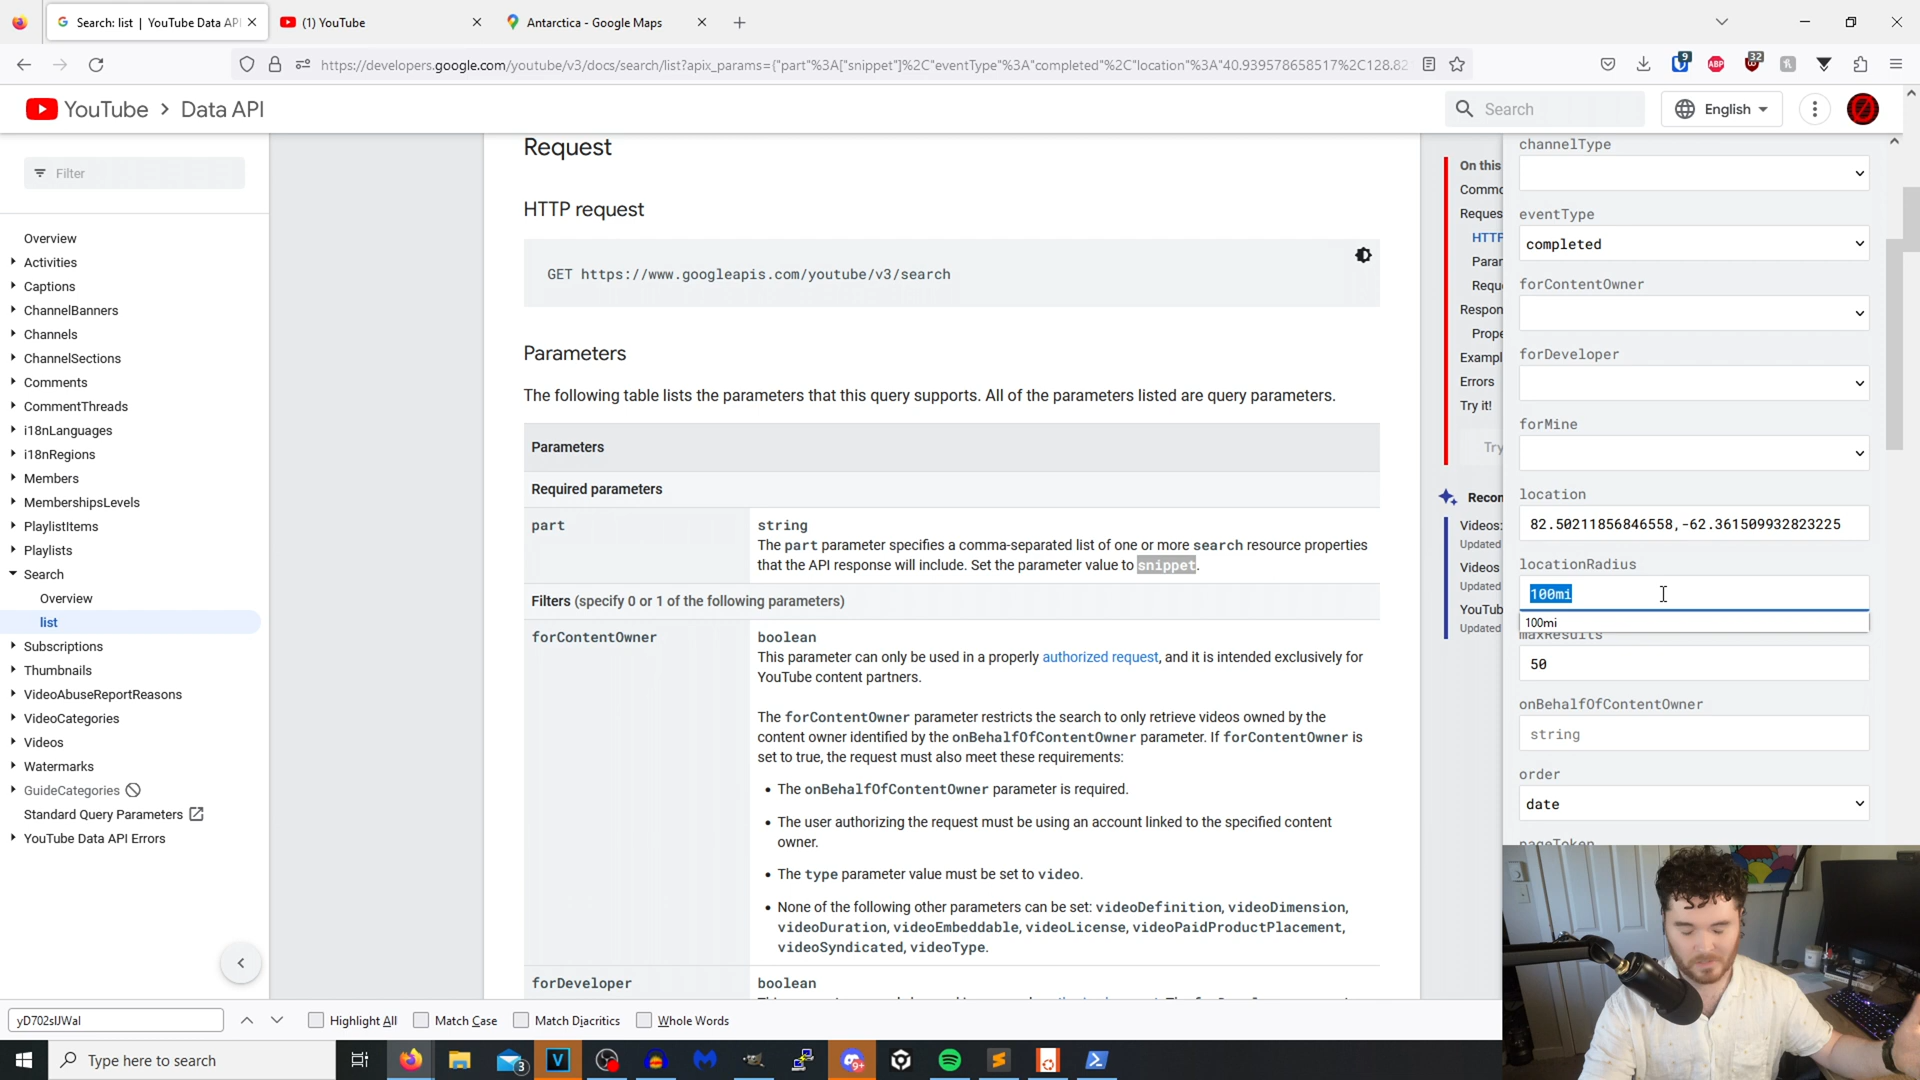 Search: list | YouTube Data API
(1) YouTube
Antarctica - Google Maps
https://developers.google.com/youtube/v3/docs/search/list?apix_params={"part"%3A["snippet"]%2C"eventType"%3A"completed"%2C"location"%3A"40.939578658517%2C128.82
9
ABP
32
YouTube > Data API
Search
English
Filter
Overview
Activities
Captions
ChannelBanners
Channels
ChannelSections
Comments
CommentThreads
i18nLanguages
i18nRegions
Members
MembershipsLevels
PlaylistItems
Playlists
Search
Overview
list
Subscriptions
Thumbnails
VideoAbuseReportReasons
VideoCategories
Videos
Watermarks
GuideCategories
Standard Query Parameters
YouTube Data API Errors
Request
HTTP request
GET https://www.googleapis.com/youtube/v3/search
Parameters
The following table lists the parameters that this query supports. All of the parameters listed are query parameters.
Parameters
Required parameters
part
string
The part parameter specifies a comma-separated list of one or more search resource properties
that the API response will include. Set the parameter value to snippet.
Filters (specify 0 or 1 of the following parameters)
forContentOwner
boolean
This parameter can only be used in a properly authorized request, and it is intended exclusively for
YouTube content partners.
The forContentOwner parameter restricts the search to only retrieve videos owned by the
content owner identified by the onBehalfOfContentOwner parameter. If forContentOwner is
set to true, the request must also meet these requirements:
• The onBehalfOfContentOwner parameter is required.
• The user authorizing the request must be using an account linked to the specified content
owner.
• The type parameter value must be set to video.
• None of the following other parameters can be set: videoDefinition, videoDimension,
videoDuration, videoEmbeddable, videoLicense, videoPaidProductPlacement,
videoSyndicated, videoType.
forDeveloper
boolean
On this
Commo
Reques
HTTP
Parar
Requ
Respon
Prope
Exampl
Errors
Try it!
Try
Recon
Videos:
Updated
Videos
Updated
YouTub
Updated
channelType
eventType
completed
forContentOwner
forDeveloper
forMine
location
82.50211856846558,-62.361509932823225
locationRadius
100mi
100mi
maxResults
50
onBehalfOfContentOwner
string
order
date
pageToken
yD702slJWaI
Highlight All
Match Case
Match Diacritics
Whole Words
Type here to search
3
V
9+